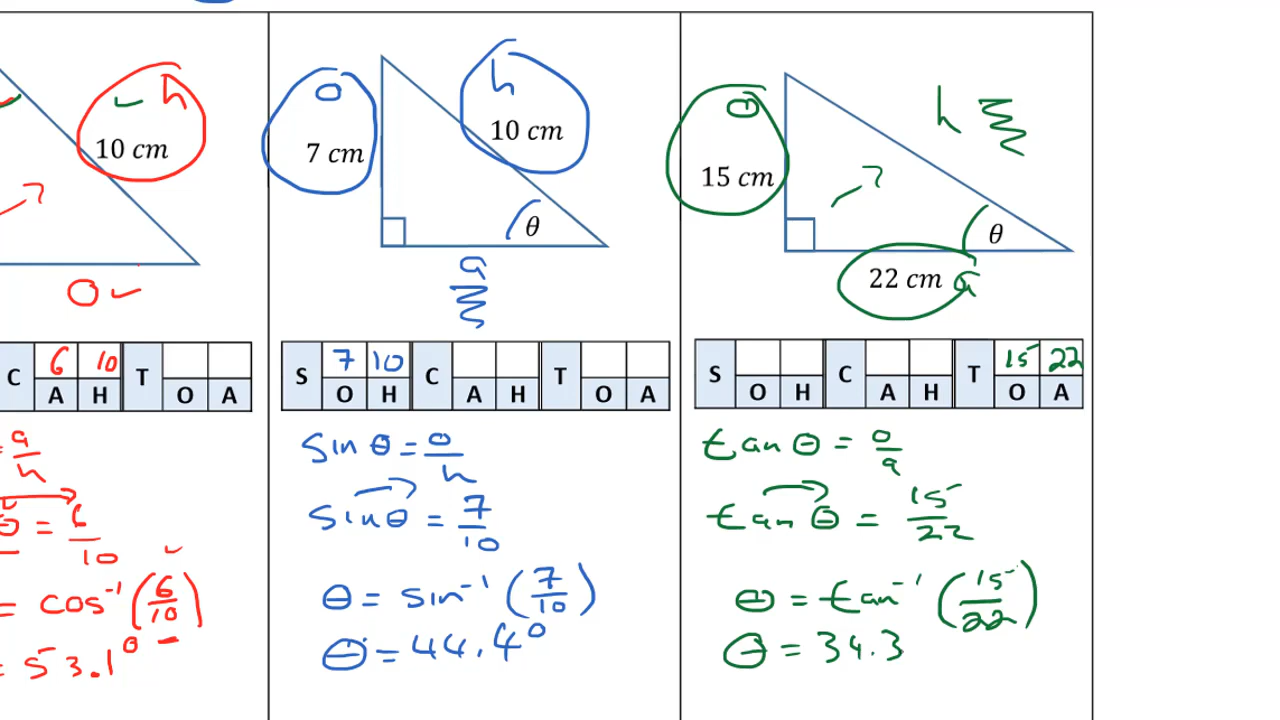 h
10 cm
?
O
C 6 10 T
A H O A
= a/h
θ = 6/10
= cos⁻¹ (6/10)
= 53.1°
o
7 cm
h
10 cm
θ
a
S 7 10 C T
O H A H O A
Sin θ = o/h
Sin θ = 7/10
θ = sin⁻¹ (7/10)
θ = 44.4°
o
15 cm
h
?
θ
22 cm a
S C T 15 22
O H A H O A
tan θ = o/a
tan θ = 15/22
θ = tan⁻¹ (15/22)
θ = 34.3